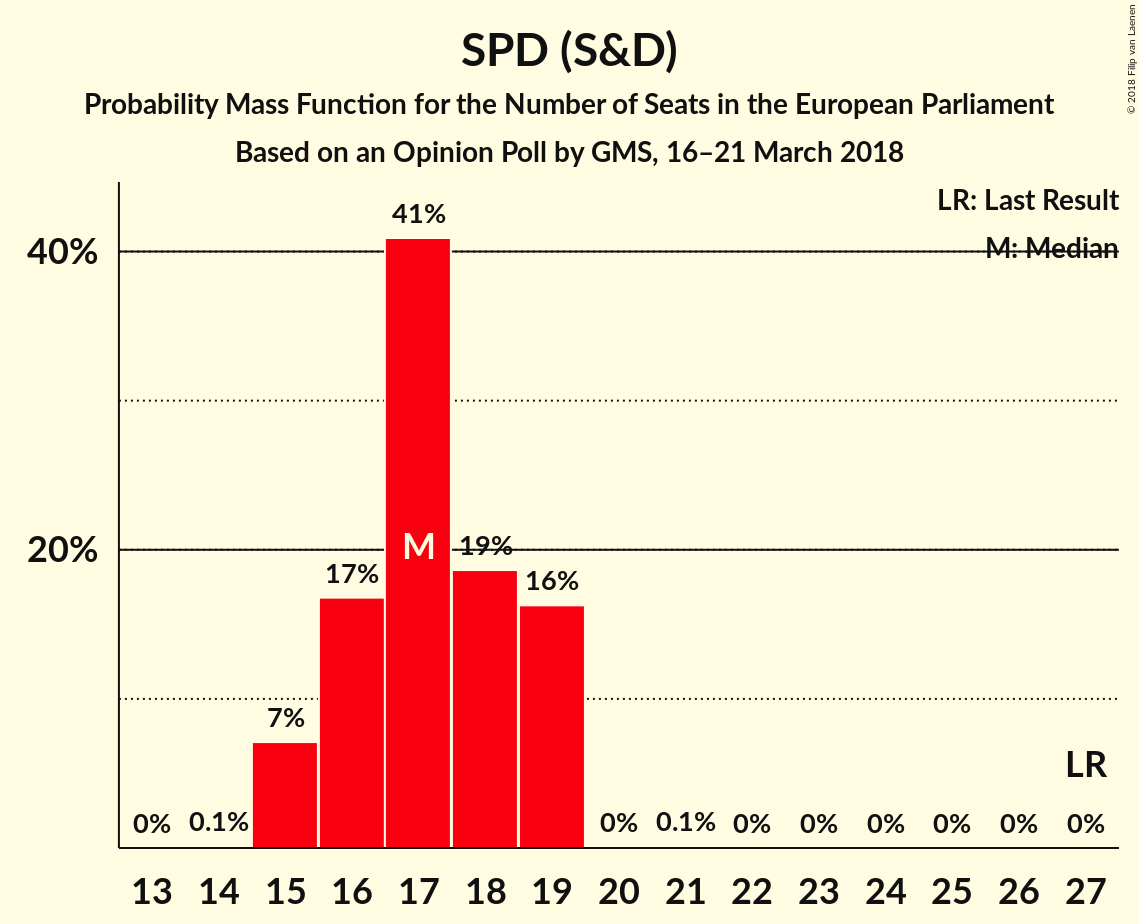 SPD (S&D)
Probability Mass Function for the Number of Seats in the European Parliament
Based on an Opinion Poll by GMS, 16–21 March 2018
© 2018 Filip van Laenen
LR: Last Result
M: Median
40%
20%
41%
M
19%
17%
16%
7%
LR
0%
0.1%
0%
0.1%
0%
0%
0%
0%
0%
0%
13 14 15 16 17 18 19 20 21 22 23 24 25 26 27